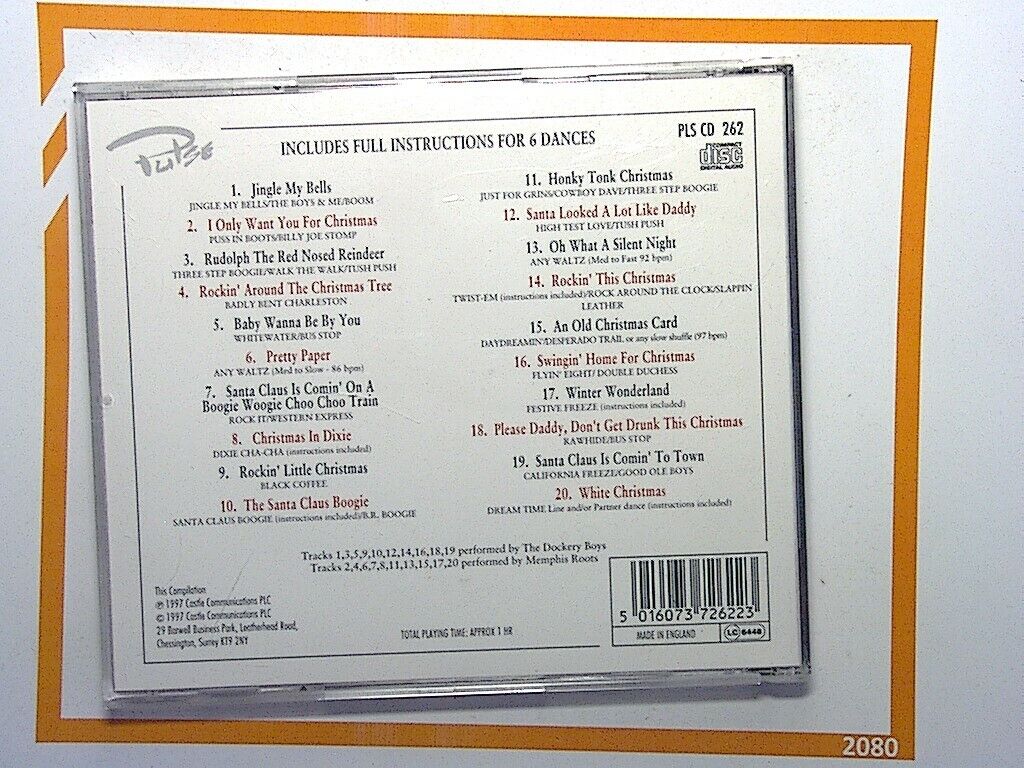 Pulse
INCLUDES FULL INSTRUCTIONS FOR 6 DANCES
PLS CD 262
COMPACT
disc
DIGITAL AUDIO
1. Jingle My Bells
JINGLE MY BELLS/THE BOYS & ME/BOOM
2. I Only Want You For Christmas
PUSS IN BOOTS/BILLY JOE STOMP
3. Rudolph The Red Nosed Reindeer
THREE STEP BOOGIE/WALK THE WALK/TUSH PUSH
4. Rockin' Around The Christmas Tree
BADLY BENT CHARLESTON
5. Baby Wanna Be By You
WHITEWATER/BUS STOP
6. Pretty Paper
ANY WALTZ (Med to Slow - 86 bpm)
7. Santa Claus Is Comin' On A
Boogie Woogie Choo Choo Train
ROCK IT/WESTERN EXPRESS
8. Christmas In Dixie
DIXIE CHA-CHA (instructions included)
9. Rockin' Little Christmas
BLACK COFFEE
10. The Santa Claus Boogie
SANTA CLAUS BOOGIE (instructions included)/B.R. BOOGIE
11. Honky Tonk Christmas
JUST FOR GRINS/COWBOY DAVE/THREE STEP BOOGIE
12. Santa Looked A Lot Like Daddy
HIGH TEST LOVE/TUSH PUSH
13. Oh What A Silent Night
ANY WALTZ (Med to Fast 92 bpm)
14. Rockin' This Christmas
TWIST-EM (instructions included)/ROCK AROUND THE CLOCK/SLAPPIN
LEATHER
15. An Old Christmas Card
DAYDREAMIN'/DESPERADO TRAIL or any slow shuffle (97 bpm)
16. Swingin' Home For Christmas
FLYIN' EIGHT/ DOUBLE DUCHESS
17. Winter Wonderland
FESTIVE FREEZE (instructions included)
18. Please Daddy, Don't Get Drunk This Christmas
RAWHIDE/BUS STOP
19. Santa Claus Is Comin' To Town
CALIFORNIA FREEZE/GOOD OLE BOYS
20. White Christmas
DREAM TIME Line and/or Partner dance (instructions included)
Tracks 1,3,5,9,10,12,14,16,18,19 performed by The Dockery Boys
Tracks 2,4,6,7,8,11,13,15,17,20 performed by Memphis Roots
This Compilation
℗ 1997 Castle Communications PLC
© 1997 Castle Communications PLC
29 Barwell Business Park, Leatherhead Road,
Chessington, Surrey KT9 2NY
TOTAL PLAYING TIME: APPROX 1 HR
5 016073 726223
MADE IN ENGLAND
LC 6448
2080